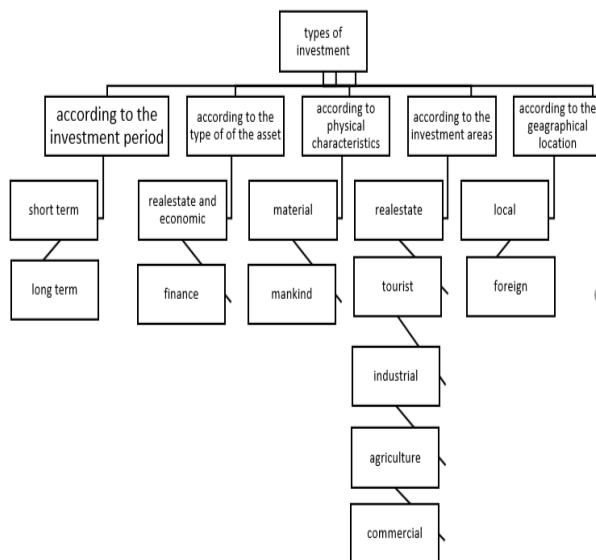 types of
investment
according to the
investment period
according to the
type of of the asset
according to
physical
characteristics
according to the
investment areas
according to the
geagraphical
location
short term
long term
realestate and
economic
finance
material
mankind
realestate
tourist
industrial
agriculture
commercial
local
foreign